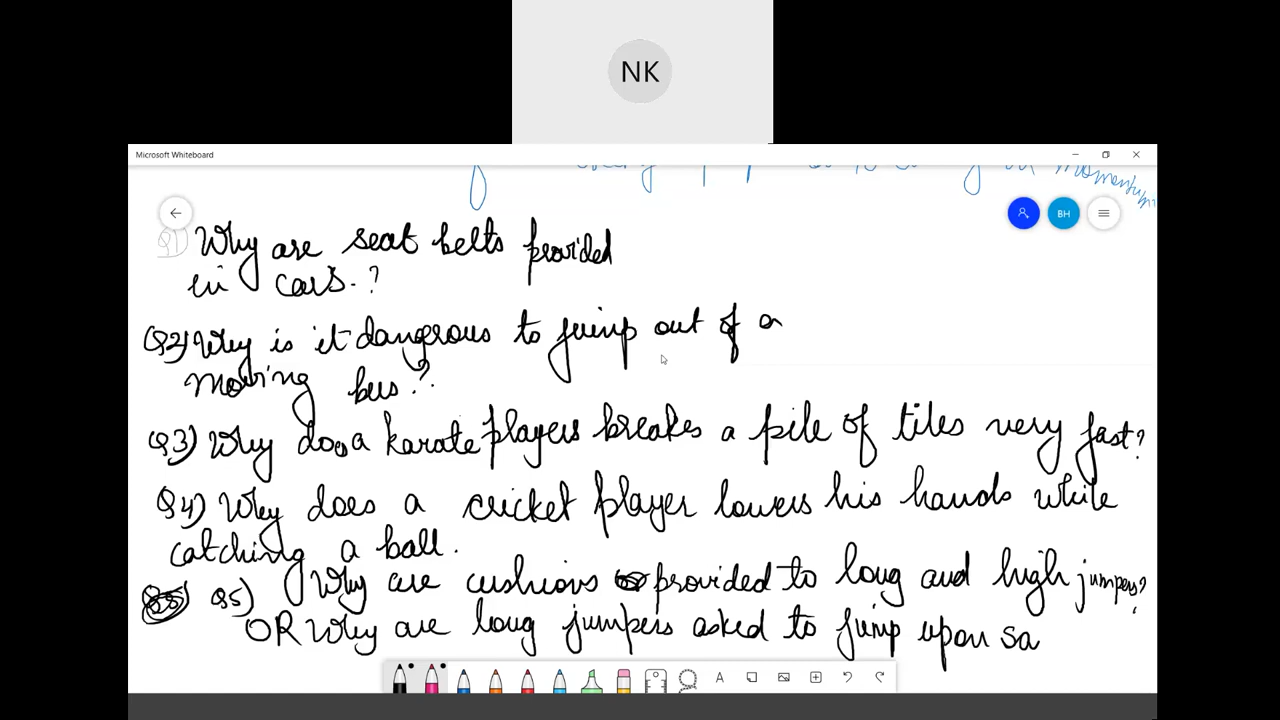 NK
Microsoft Whiteboard
momentum
BH
Q1) Why are seat belts provided
in cars.?
Q2) Why is it dangrous to jump out of a
moving bus.?
Q3) Why does a karate players breakes a pile of tiles very fast?
Q4) Why does a cricket player lowers his hands while
catching a ball.
Q5) Why are cushions provided to long and high jumpers?
OR Why are long jumpers asked to jump upon sa
A